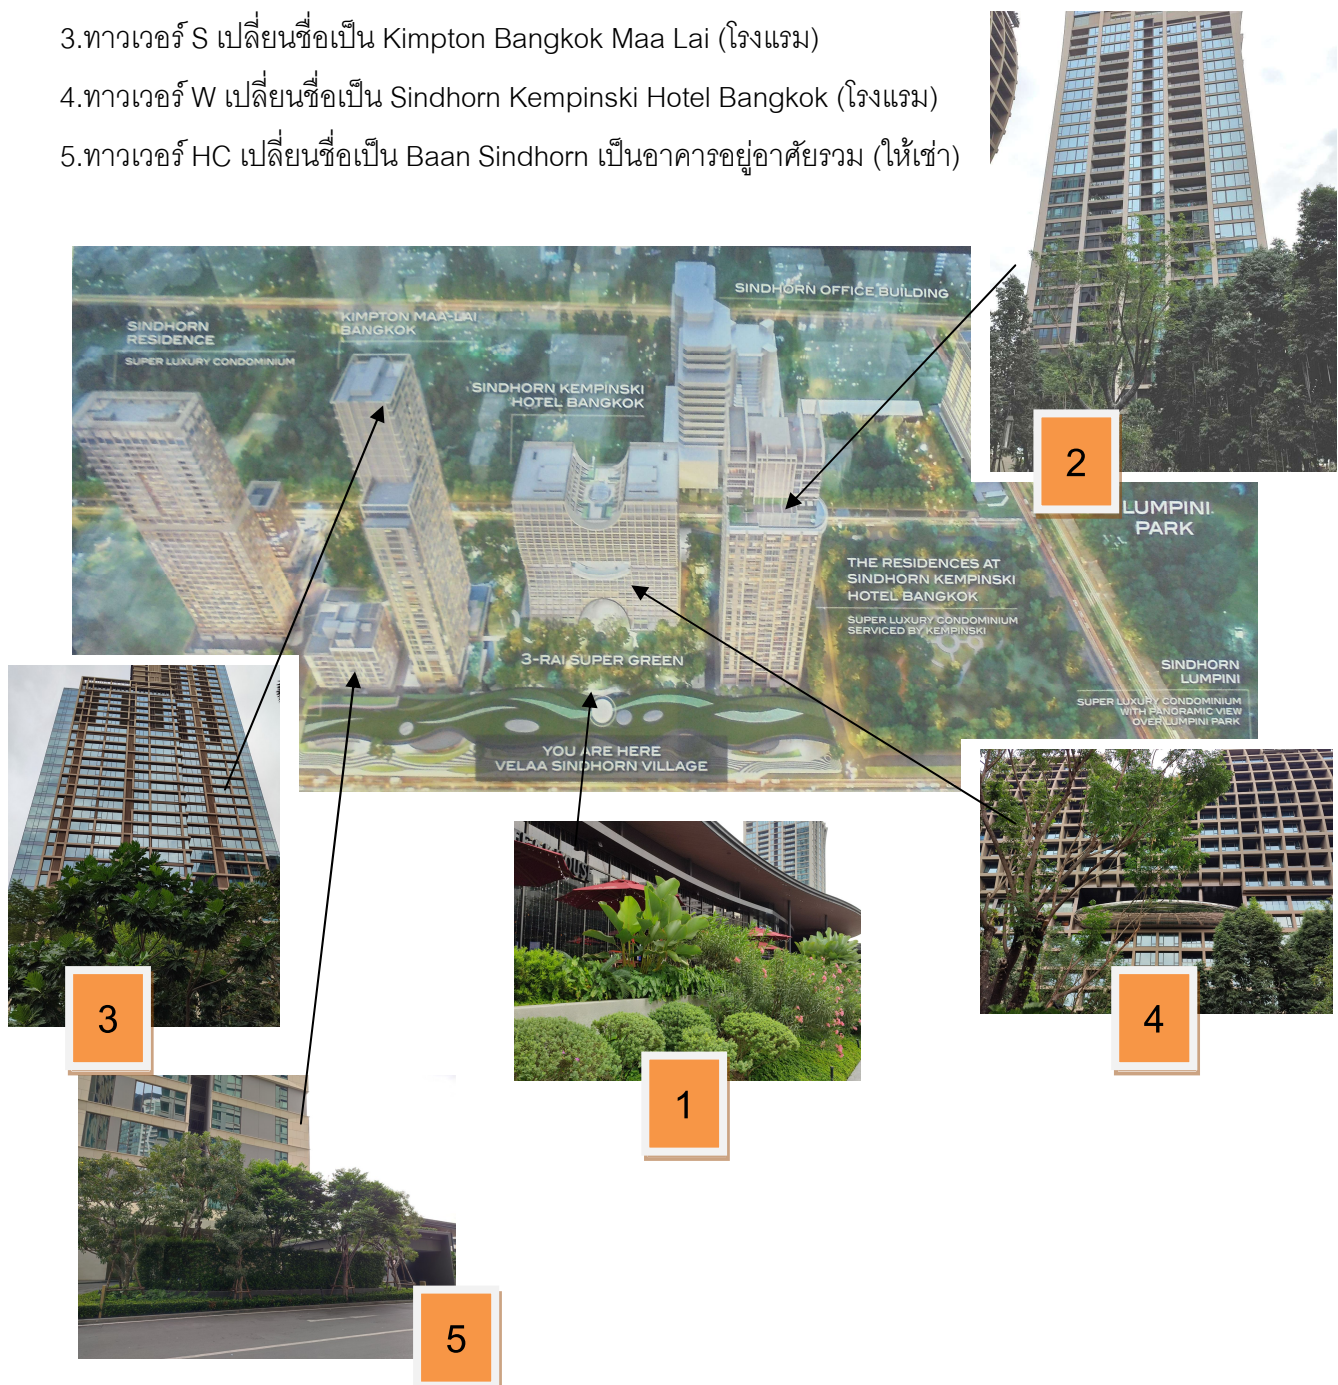 3.ทาวเวอร์ S เปลี่ยนชื่อเป็น Kimpton Bangkok Maa Lai (โรงแรม)
4.ทาวเวอร์ W เปลี่ยนชื่อเป็น Sindhorn Kempinski Hotel Bangkok (โรงแรม)
5.ทาวเวอร์ HC เปลี่ยนชื่อเป็น Baan Sindhorn เป็นอาคารอยู่อาศัยรวม (ให้เช่า)
SINDHORN OFFICE BUILDING
KIMPTON MAA-LAI
BANGKOK
SINDHORN
RESIDENCE
SUPER LUXURY CONDOMINIUM
SINDHORN KEMPINSKI
HOTEL BANGKOK
2
LUMPINI
PARK
THE RESIDENCES AT
SINDHORN KEMPINSKI
HOTEL BANGKOK
SUPER LUXURY CONDOMINIUM
SERVICED BY KEMPINSKI
3-RAI SUPER GREEN
SINDHORN
LUMPINI
SUPER LUXURY CONDOMINIUM
WITH PANORAMIC VIEW
OVER LUMPINI PARK
YOU ARE HERE
VELAA SINDHORN VILLAGE
3
4
1
5